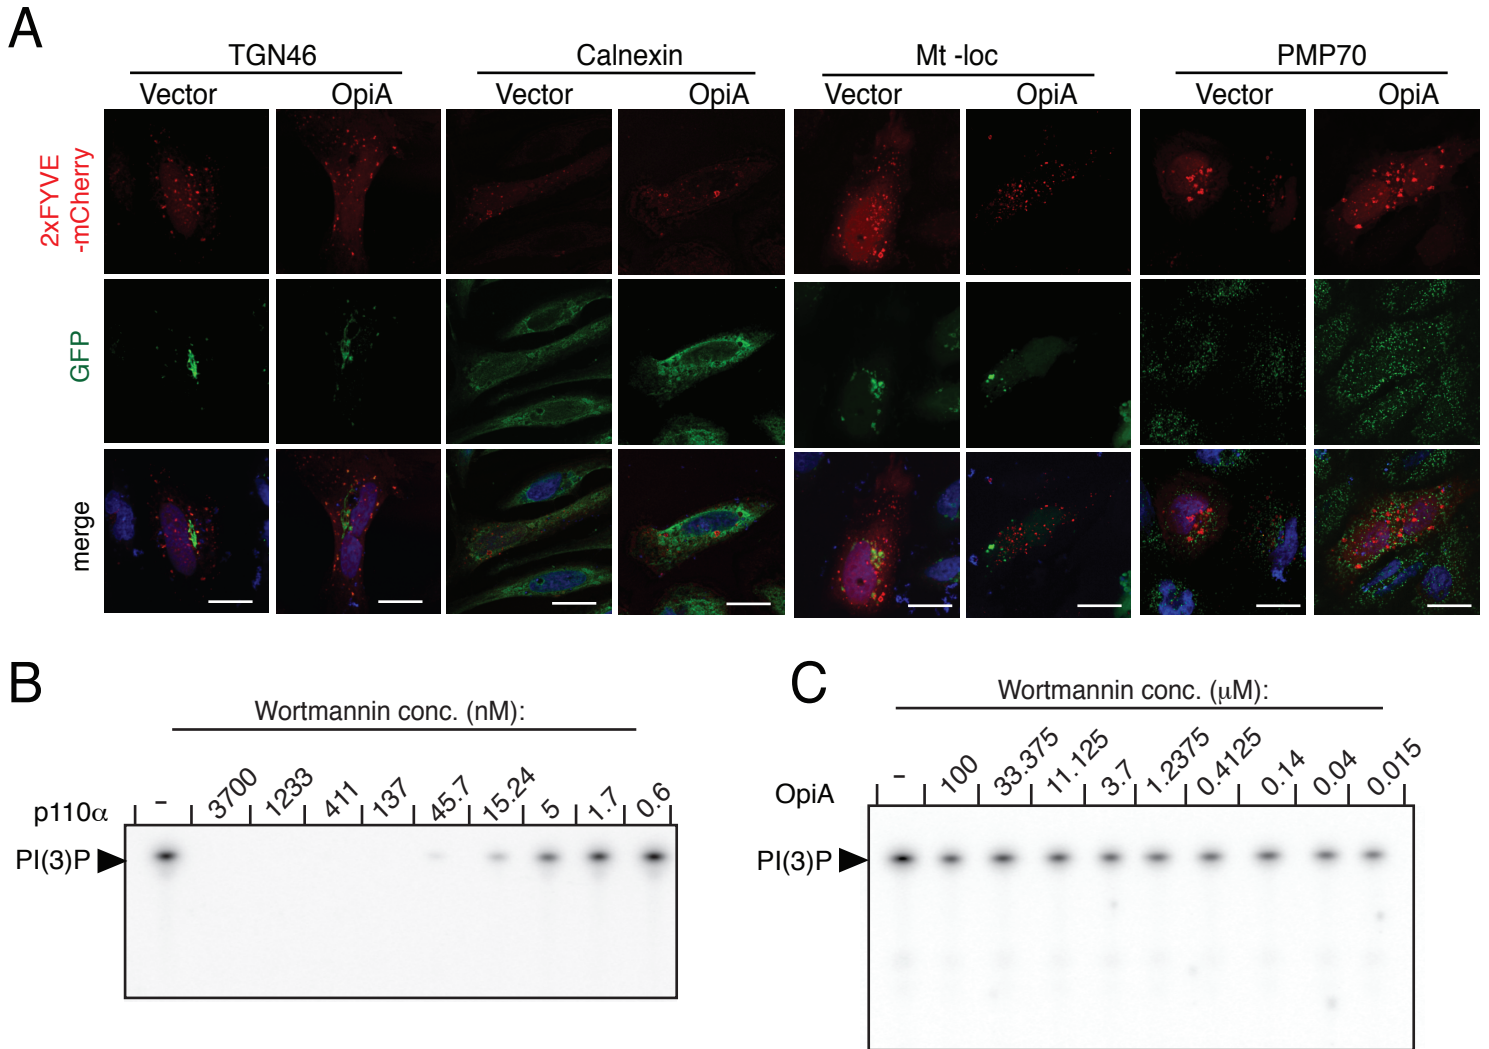 A
TGN46 Calnexin Mt -loc PMP70
Vector OpiA Vector OpiA Vector OpiA Vector OpiA
2xFYVE
-mCherry
GFP
merge
B
Wortmannin conc. (nM):
p110α – 3700 1233 411 137 45.7 15.24 5 1.7 0.6
PI(3)P
C
Wortmannin conc. (μM):
OpiA – 100 33.375 11.125 3.7 1.2375 0.4125 0.14 0.04 0.015
PI(3)P